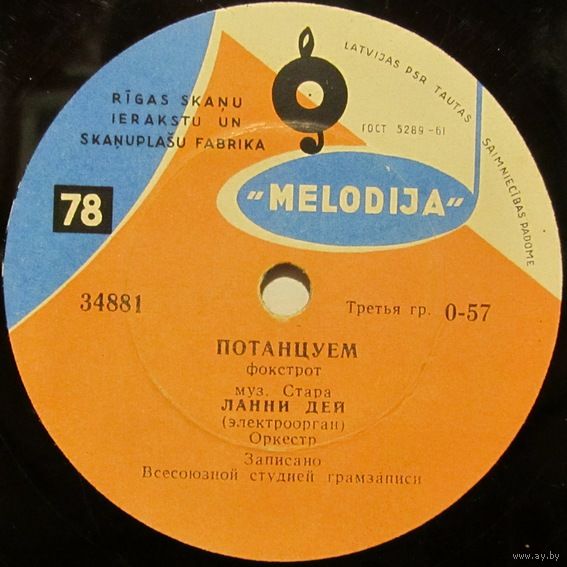 RĪGAS SKAŅU
IERAKSTU UN
SKAŅUPLAŠU FABRIKA
LATVIJAS PSR TAUTAS
SAIMNIECĪBAS PADOME
ГОСТ 5289-61
"MELODIJA"
78
34881
Третья гр. 0-57
ПОТАНЦУЕМ
фокстрот
муз. Стара
ЛАННИ ДЕЙ
(электроорган)
Оркестр
Записано
Всесоюзной студией грамзаписи
www.ay.by